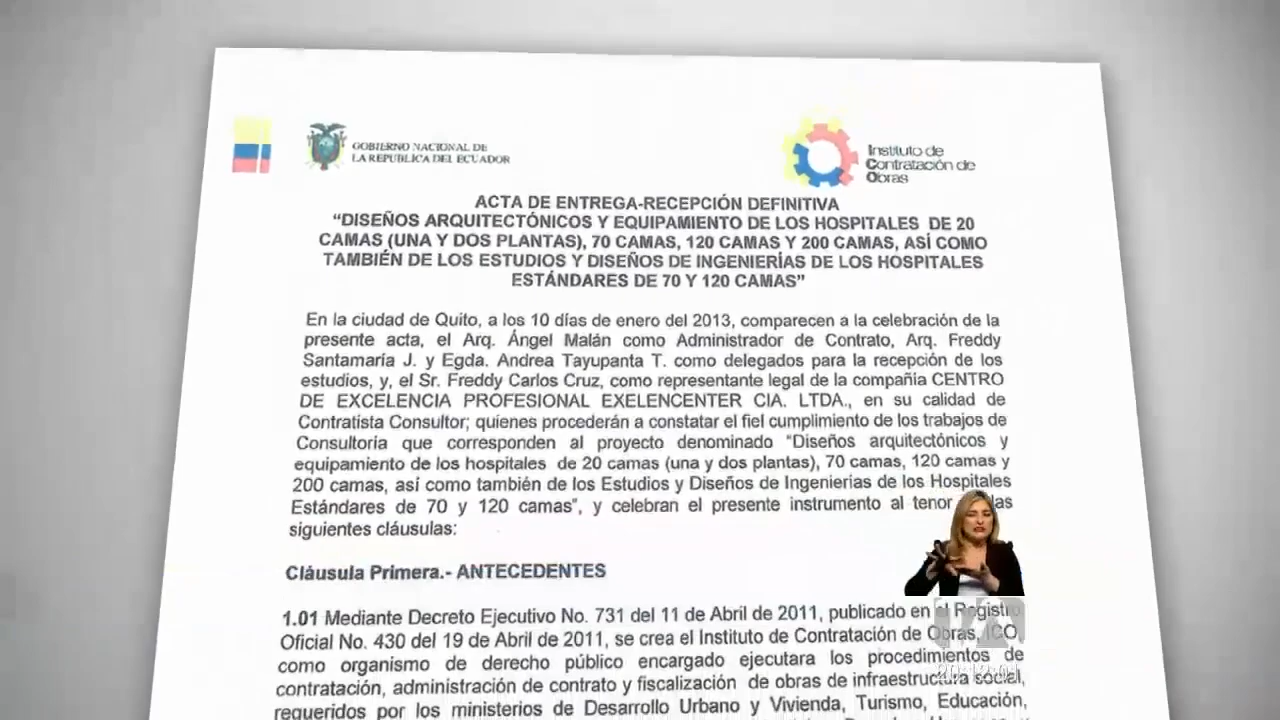 GOBIERNO NACIONAL DE
LA REPUBLICA DEL ECUADOR
Instituto de
Contratación de
Obras
ACTA DE ENTREGA-RECEPCIÓN DEFINITIVA
“DISEÑOS ARQUITECTÓNICOS Y EQUIPAMIENTO DE LOS HOSPITALES DE 20
CAMAS (UNA Y DOS PLANTAS), 70 CAMAS, 120 CAMAS Y 200 CAMAS, ASÍ COMO
TAMBIÉN DE LOS ESTUDIOS Y DISEÑOS DE INGENIERÍAS DE LOS HOSPITALES
ESTÁNDARES DE 70 Y 120 CAMAS”
En la ciudad de Quito, a los 10 días de enero del 2013, comparecen a la celebración de la
presente acta, el Arq. Ángel Malán como Administrador de Contrato, Arq. Freddy
Santamaría J. y Egda. Andrea Tayupanta T. como delegados para la recepción de los
estudios, y, el Sr. Freddy Carlos Cruz, como representante legal de la compañía CENTRO
DE EXCELENCIA PROFESIONAL EXELENCENTER CIA. LTDA., en su calidad de
Contratista Consultor; quienes procederán a constatar el fiel cumplimiento de los trabajos de
Consultoría que corresponden al proyecto denominado “Diseños arquitectónicos y
equipamiento de los hospitales de 20 camas (una y dos plantas), 70 camas, 120 camas y
200 camas, así como también de los Estudios y Diseños de Ingenierias de los Hospitales
Estándares de 70 y 120 camas”, y celebran el presente instrumento al tenor las
siguientes cláusulas:
Cláusula Primera.- ANTECEDENTES
1.01 Mediante Decreto Ejecutivo No. 731 del 11 de Abril de 2011, publicado en el Registro
Oficial No. 430 del 19 de Abril de 2011, se crea el Instituto de Contratación de Obras, ICO,
como organismo de derecho público encargado ejecutara los procedimientos de
contratación, administración de contrato y fiscalización de obras de infraestructura social,
requeridos por los ministerios de Desarrollo Urbano y Vivienda, Turismo, Educación,
20:12:01